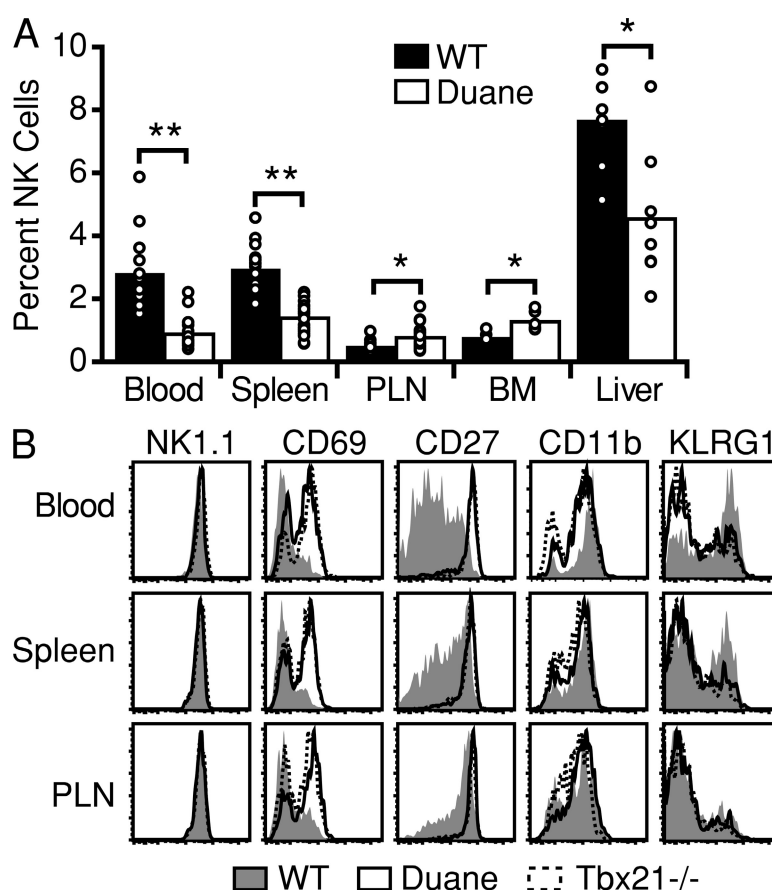 A
10
8
6
4
2
0
Percent NK Cells
WT
Duane
**
**
*
*
*
Blood Spleen PLN BM Liver
B
NK1.1 CD69 CD27 CD11b KLRG1
Blood
Spleen
PLN
WT Duane Tbx21-/-